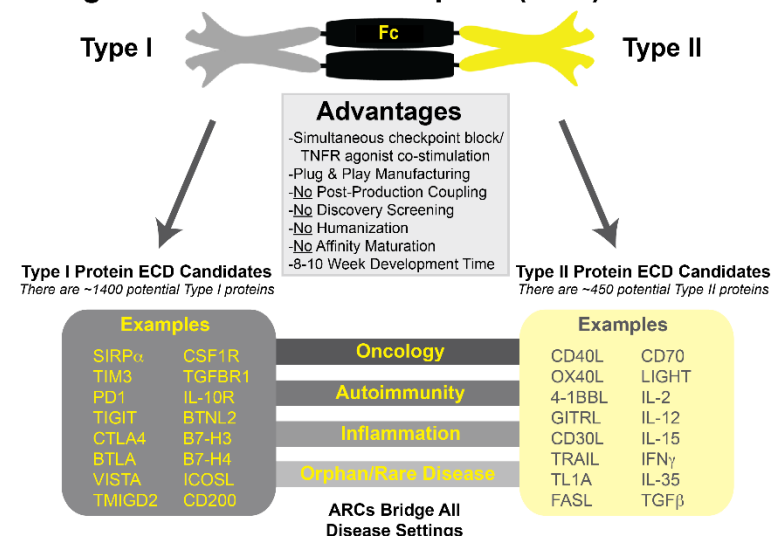 Type I
Fc
Type II
Advantages
-Simultaneous checkpoint block/
TNFR agonist co-stimulation
-Plug & Play Manufacturing
-No Post-Production Coupling
-No Discovery Screening
-No Humanization
-No Affinity Maturation
-8-10 Week Development Time
Type I Protein ECD Candidates
There are ~1400 potential Type I proteins
Type II Protein ECD Candidates
There are ~450 potential Type II proteins
Examples
SIRPα CSF1R
TIM3 TGFBR1
PD1 IL-10R
TIGIT BTNL2
CTLA4 B7-H3
BTLA B7-H4
VISTA ICOSL
TMIGD2 CD200
Oncology
Autoimmunity
Inflammation
Orphan/Rare Disease
Examples
CD40L CD70
OX40L LIGHT
4-1BBL IL-2
GITRL IL-12
CD30L IL-15
TRAIL IFNγ
TL1A IL-35
FASL TGFβ
ARCs Bridge All
Disease Settings